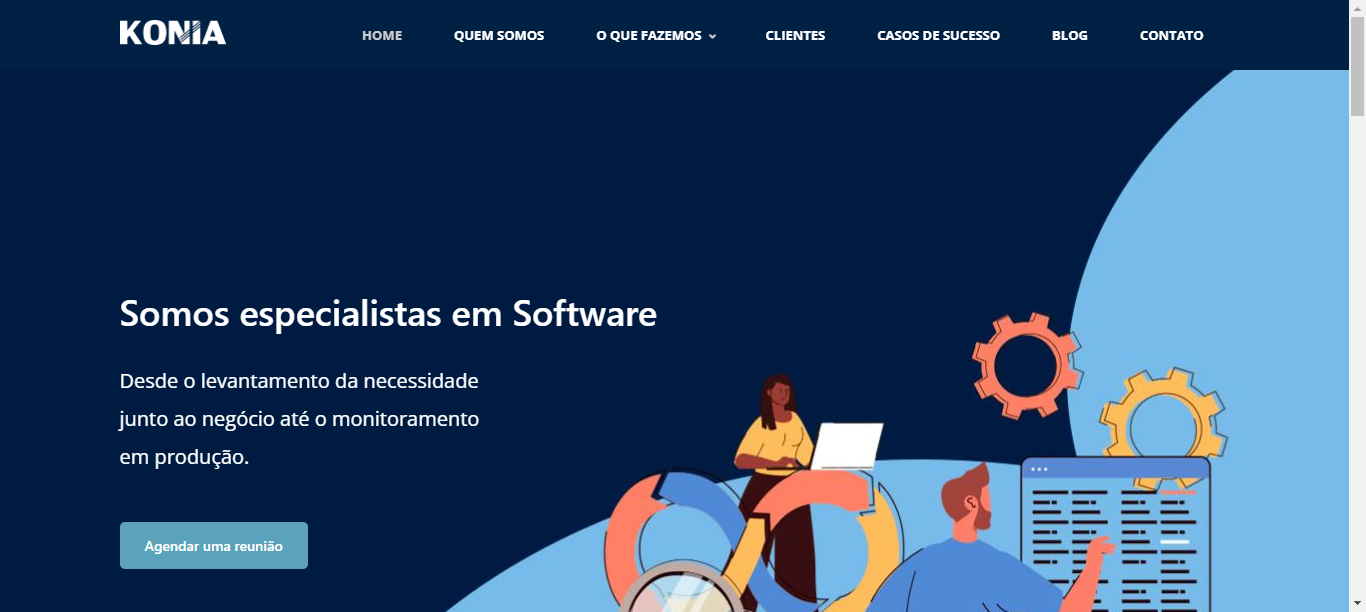 KONIA
HOME QUEM SOMOS O QUE FAZEMOS CLIENTES CASOS DE SUCESSO BLOG CONTATO
Somos especialistas em Software
Desde o levantamento da necessidade
junto ao negócio até o monitoramento
em produção.
Agendar uma reunião